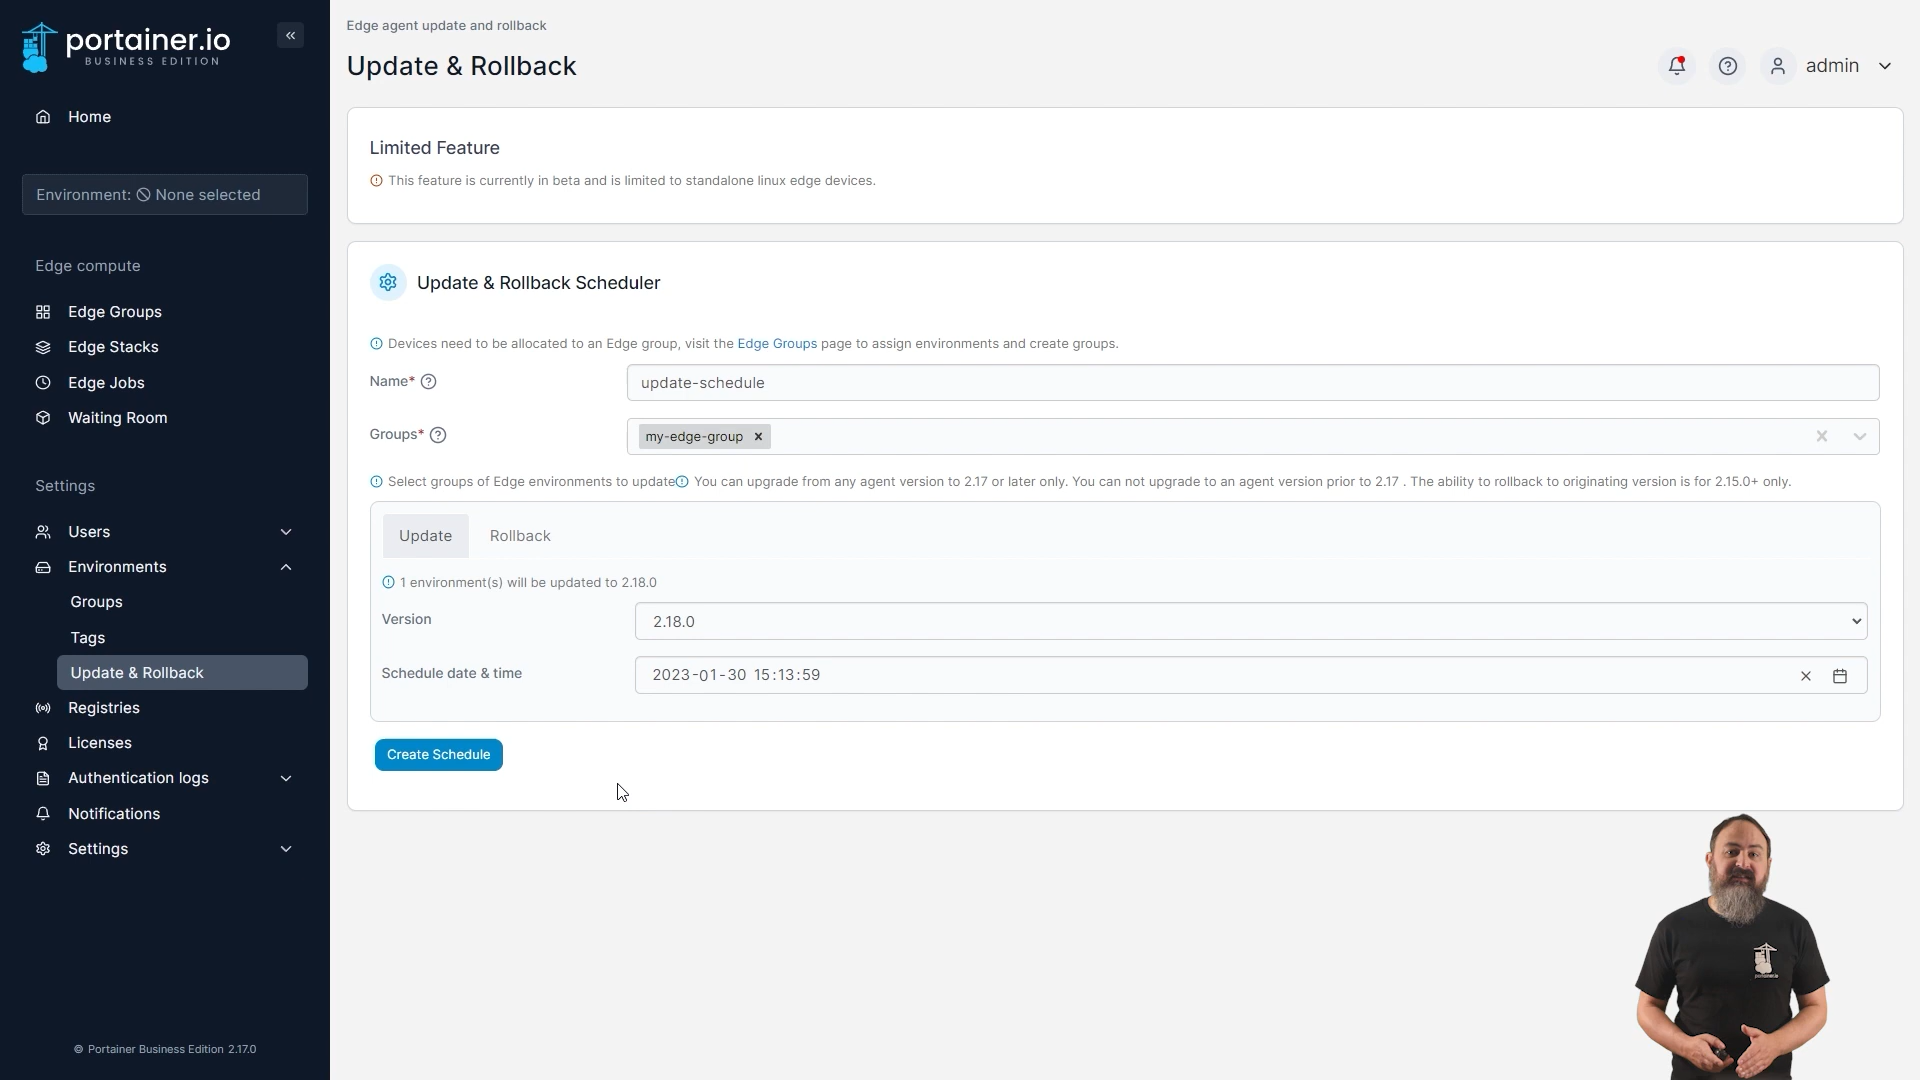 portainer.io
BUSINESS EDITION
Home
Environment: None selected
Edge compute
Edge Groups
Edge Stacks
Edge Jobs
Waiting Room
Settings
Users
Environments
Groups
Tags
Update & Rollback
Registries
Licenses
Authentication logs
Notifications
Settings
© Portainer Business Edition 2.17.0
Edge agent update and rollback
Update & Rollback
admin
Limited Feature
This feature is currently in beta and is limited to standalone linux edge devices.
Update & Rollback Scheduler
Devices need to be allocated to an Edge group, visit the Edge Groups page to assign environments and create groups.
Name*
update-schedule
Groups*
my-edge-group
Select groups of Edge environments to update You can upgrade from any agent version to 2.17 or later only. You can not upgrade to an agent version prior to 2.17 . The ability to rollback to originating version is for 2.15.0+ only.
Update Rollback
1 environment(s) will be updated to 2.18.0
Version
2.18.0
Schedule date & time
2023-01-30 15:13:59
Create Schedule
portainer.io